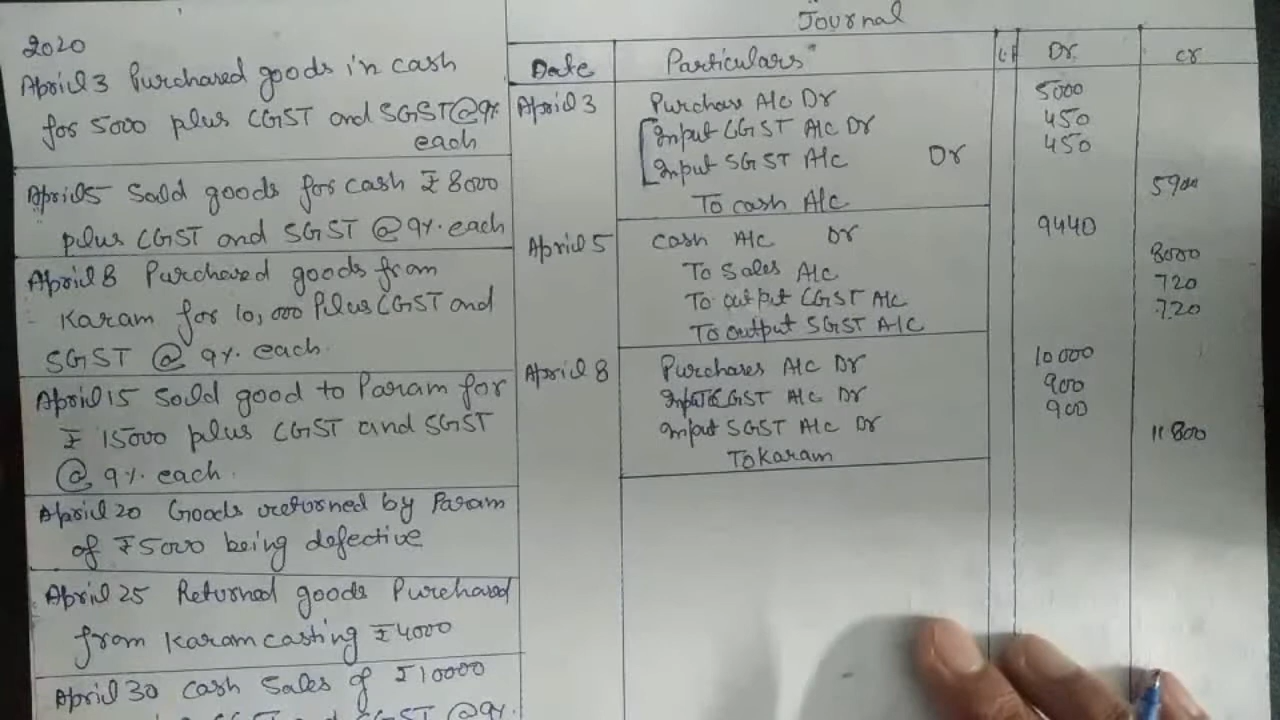 2020
April 3 Purchased goods in cash
for 5000 plus CGST and SGST @ 9%
each
April 5 Sold goods for cash ₹ 8000
plus CGST and SGST @ 9%. each
April 8 Purchased goods from
Karam for 10,000 Plus CGST and
SGST @ 9%. each.
April 15 Sold good to Param for
₹ 15000 plus CGST and SGST
@ 9%. each.
April 20 Goods returned by Param
of ₹5000 being defective
April 25 Returned goods Purchased
from Karam casting ₹4000
April 30 Cash Sales of ₹10000
CGST and SGST @ 9%.
Journal
Date Particulars L.F Dr. Cr
April 3 Purchase A/c Dr 5000
Input CGST A/c Dr 450
Input SGST A/c Dr 450
To cash A/c 5900
April 5 Cash A/c Dr 9440
To Sales A/c 8000
To output CGST A/c 720
To output SGST A/c 720
April 8 Purchases A/c Dr 10000
Input CGST A/c Dr 900
Input SGST A/c Dr 900
To Karam 11800